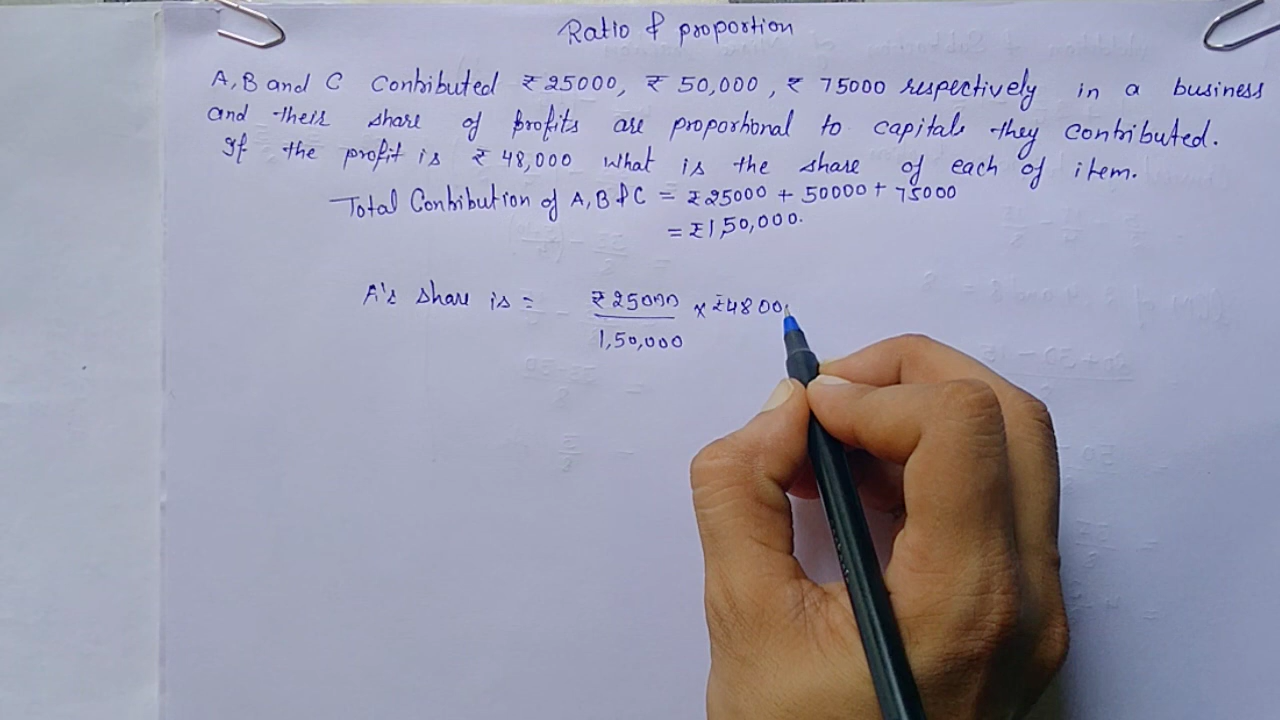 Ratio & proportion
A, B and C contributed ₹25000, ₹ 50,000, ₹ 75000 respectively in a business
and their share of profits are proportional to capitals they contributed.
If the profit is ₹ 48,000 what is the share of each of item.
Total Contribution of A, B & C = ₹25000 + 50000 + 75000
= ₹1,50,000.
A's share is = ₹25000 × ₹4800
1,50,000